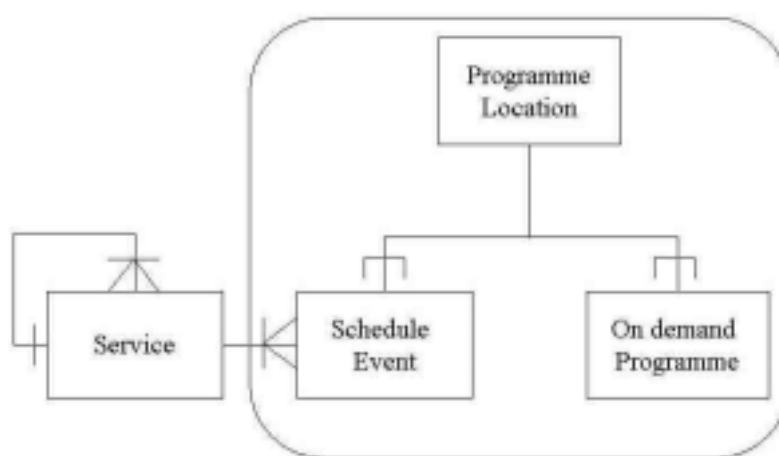 Programme
Location
Service
Schedule
Event
On demand
Programme